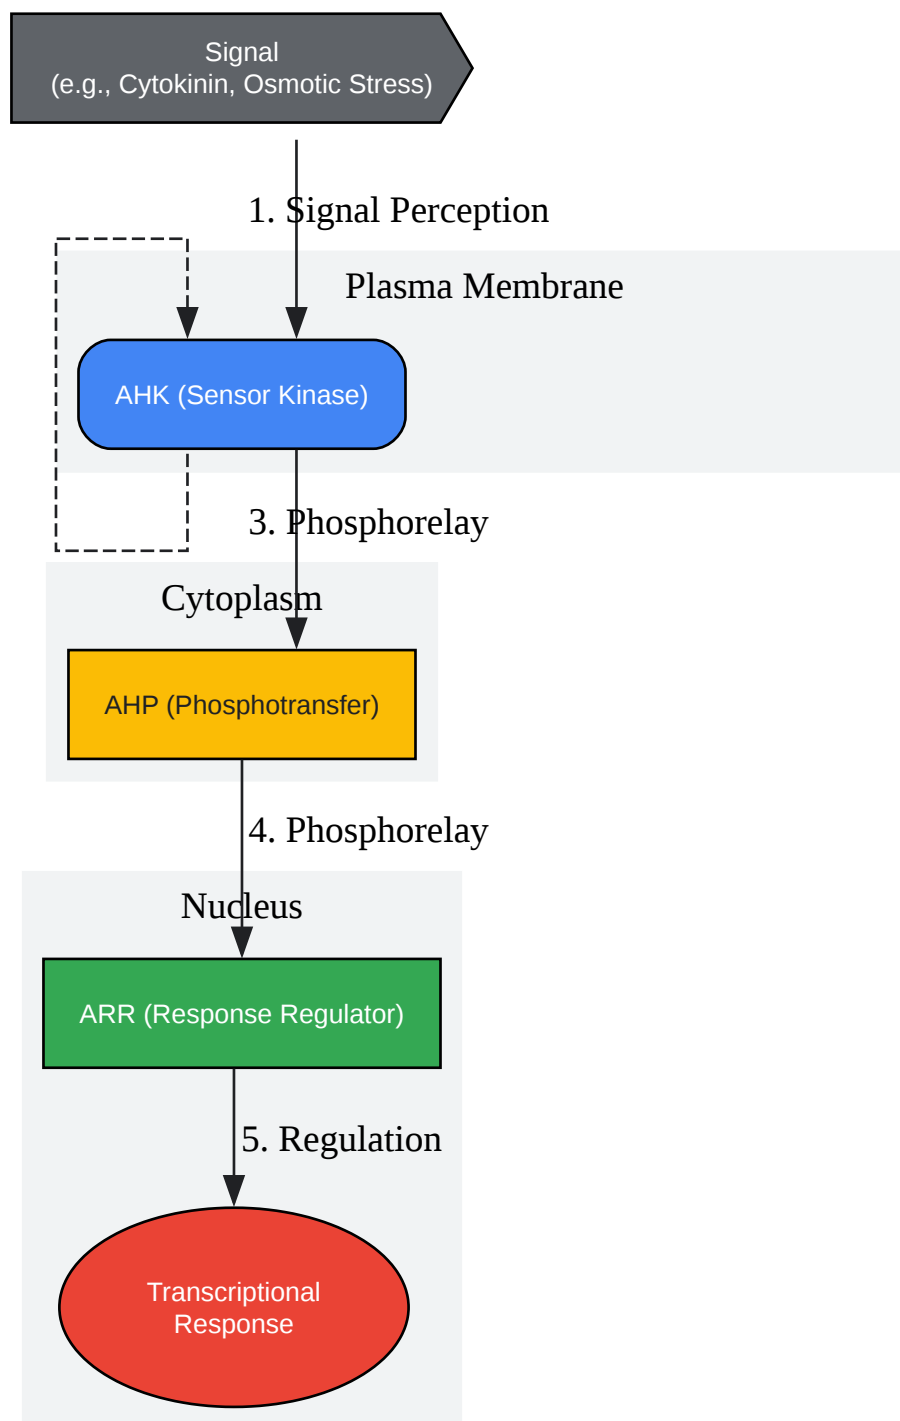 Signal
(e.g., Cytokinin, Osmotic Stress)
1. Signal Perception
Plasma Membrane
AHK (Sensor Kinase)
3. Phosphorelay
Cytoplasm
AHP (Phosphotransfer)
4. Phosphorelay
Nucleus
ARR (Response Regulator)
5. Regulation
Transcriptional
Response